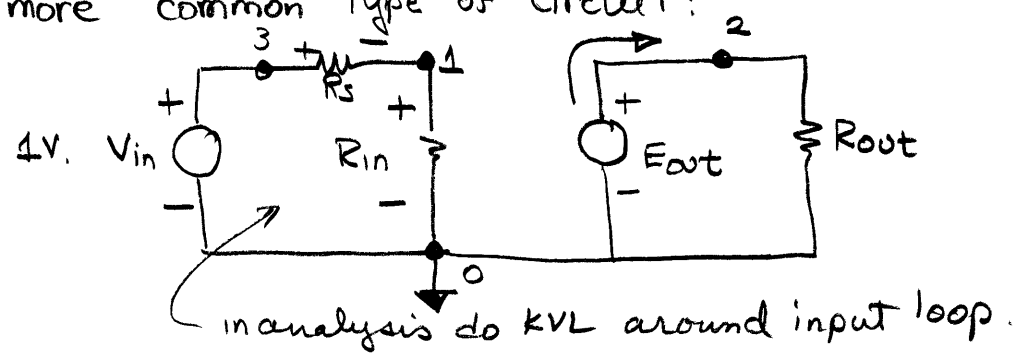 more common type of circuit:
3 + - 1 2
+ Rs + +
1V. Vin Rin Eout Rout
- - -
0
in analysis do KVL around input loop.